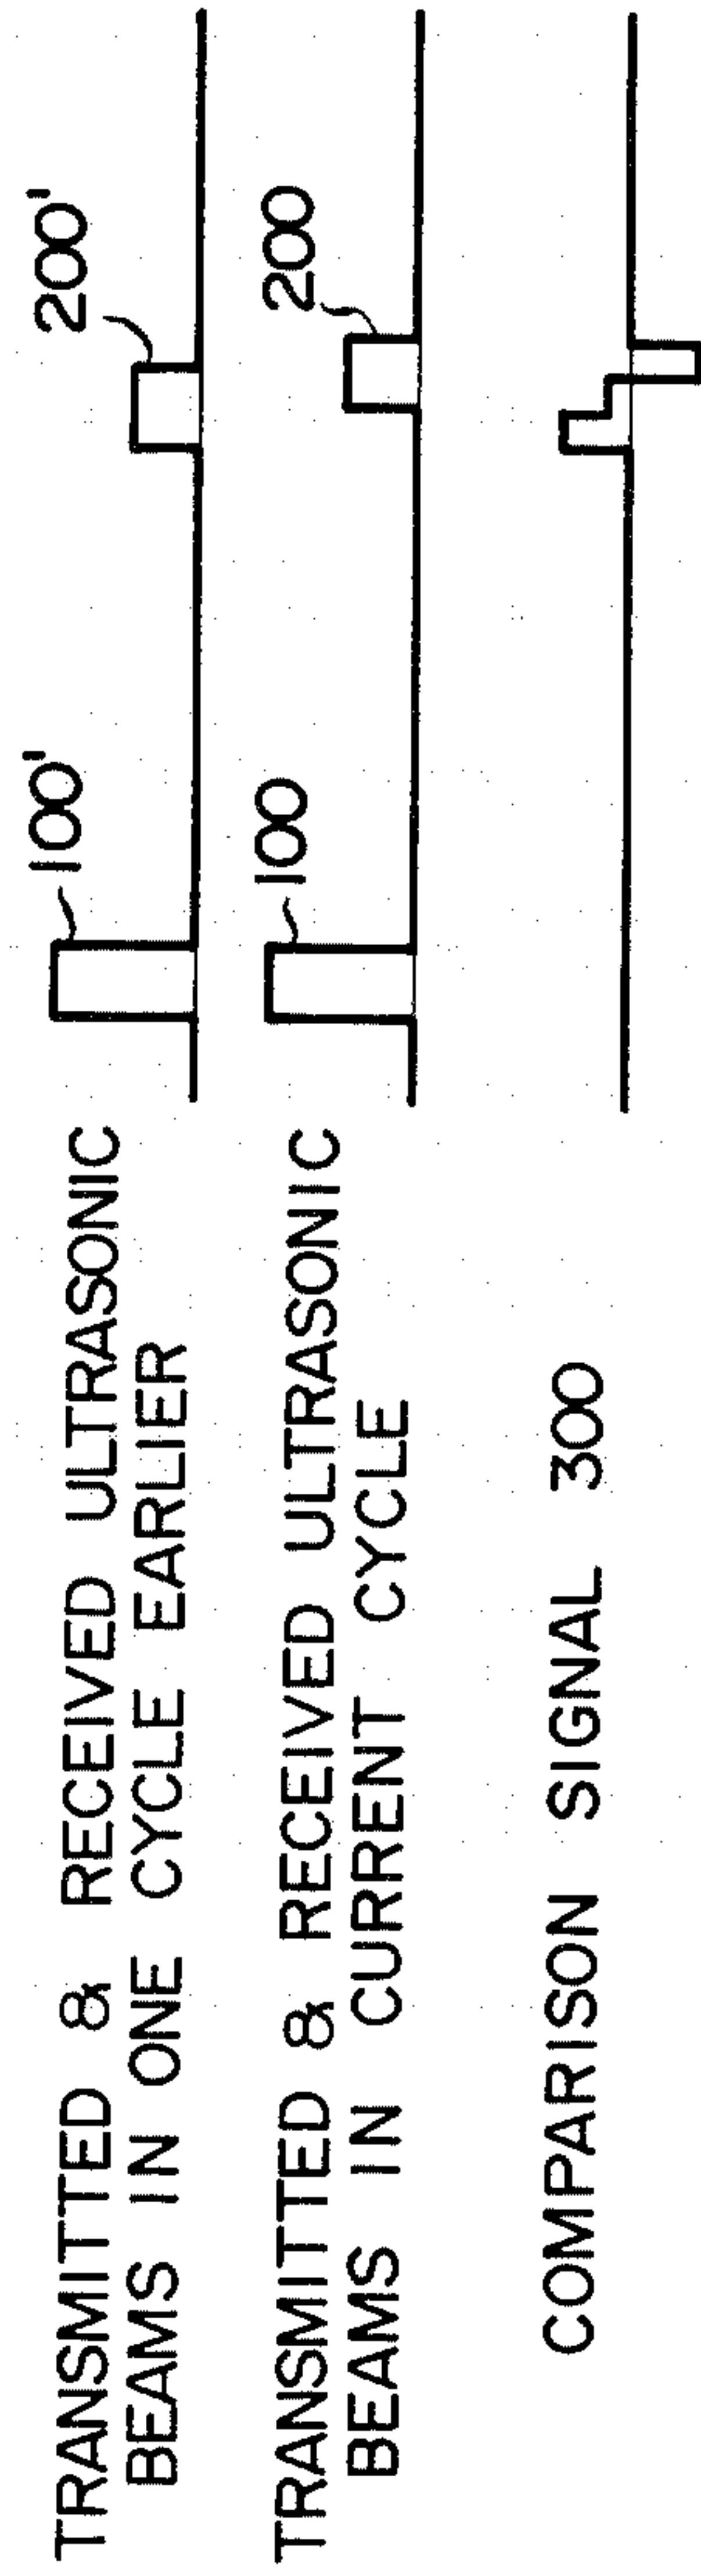 TRANSMITTED & RECEIVED ULTRASONIC
BEAMS IN ONE CYCLE EARLIER
100'
200'
TRANSMITTED & RECEIVED ULTRASONIC
BEAMS IN CURRENT CYCLE
100
200
COMPARISON SIGNAL 300